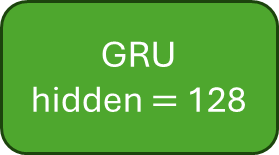 GRU
hidden = 128